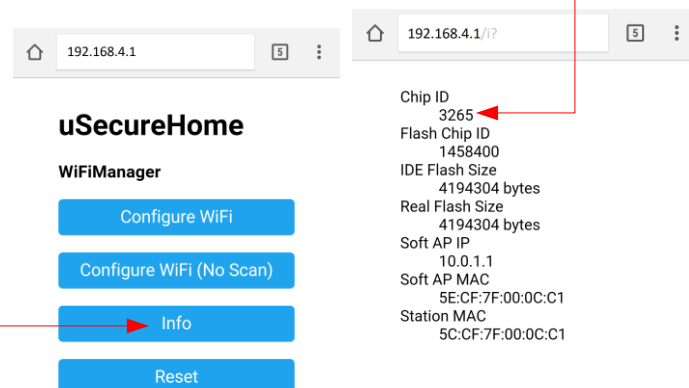 192.168.4.1
5
uSecureHome
WiFiManager
Configure WiFi
Configure WiFi (No Scan)
Info
Reset
192.168.4.1/i?
5
Chip ID
3265
Flash Chip ID
1458400
IDE Flash Size
4194304 bytes
Real Flash Size
4194304 bytes
Soft AP IP
10.0.1.1
Soft AP MAC
5E:CF:7F:00:0C:C1
Station MAC
5C:CF:7F:00:0C:C1